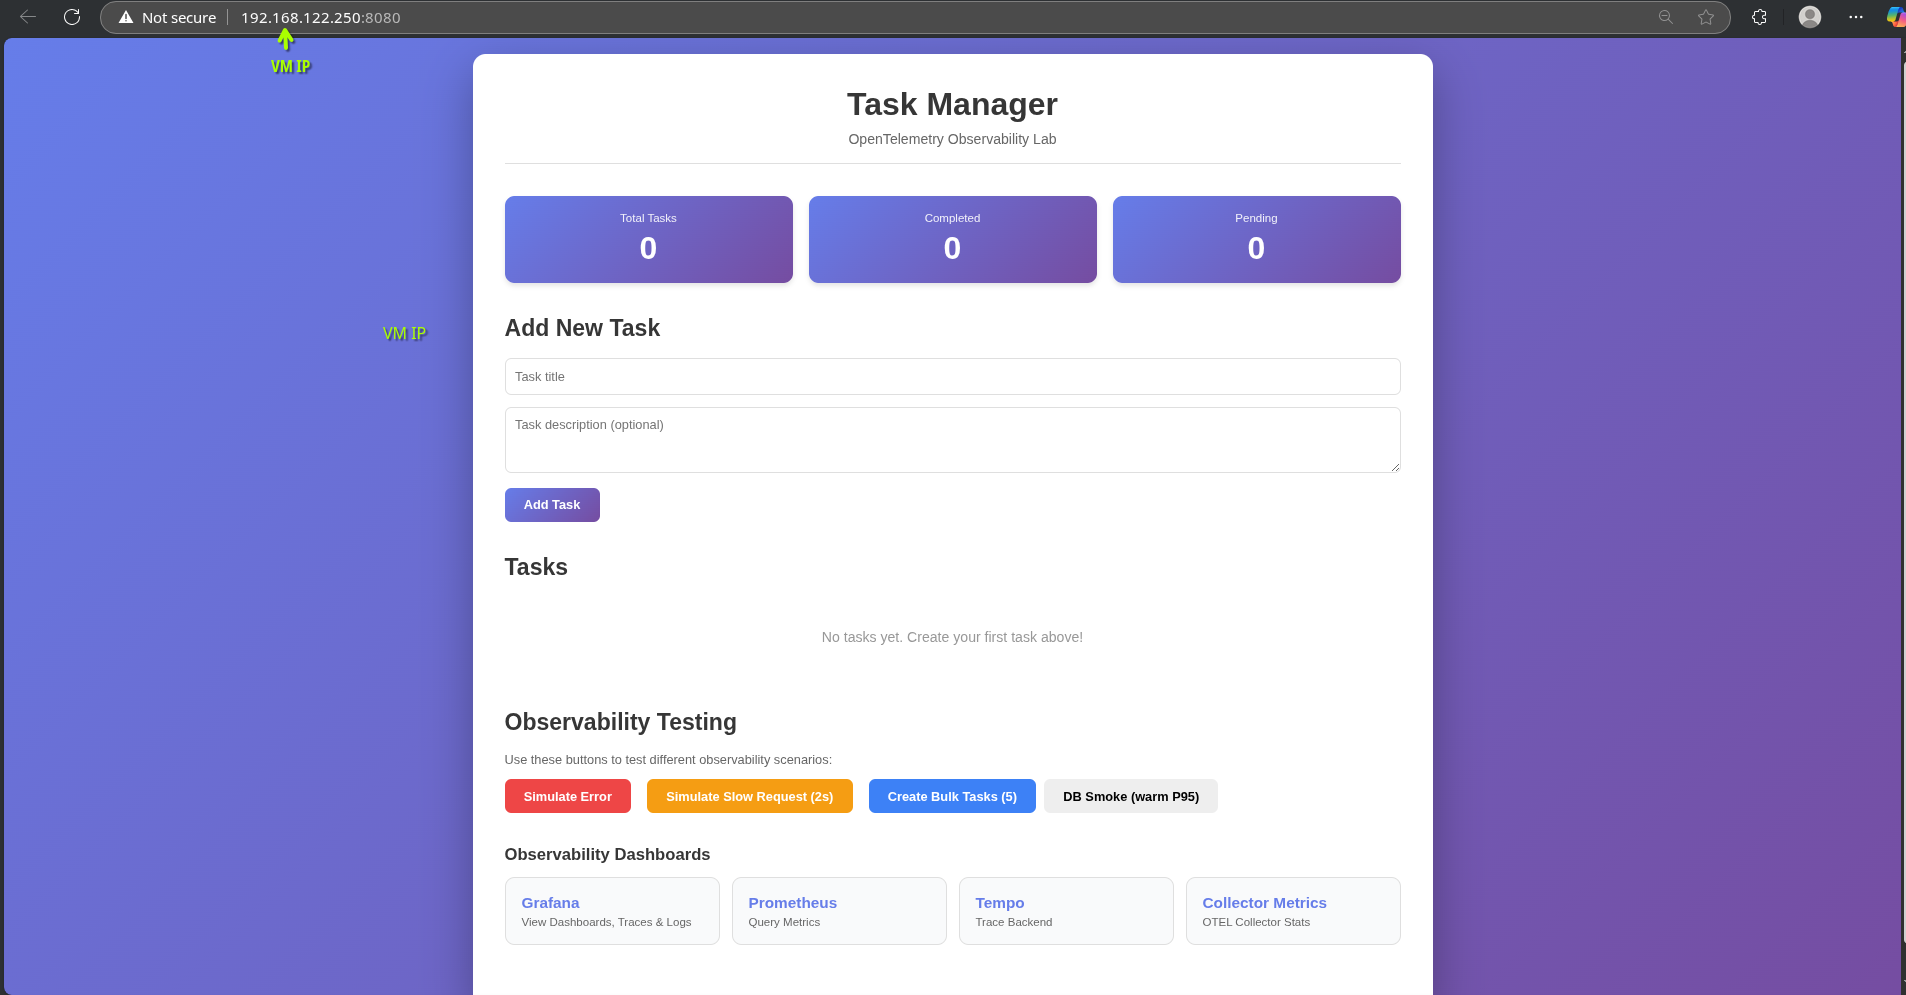 Not secure 192.168.122.250:8080
VM IP
Task Manager
OpenTelemetry Observability Lab
Total Tasks
0
Completed
0
Pending
0
Add New Task
VM IP
Task title
Task description (optional)
Add Task
Tasks
No tasks yet. Create your first task above!
Observability Testing
Use these buttons to test different observability scenarios:
Simulate Error
Simulate Slow Request (2s)
Create Bulk Tasks (5)
DB Smoke (warm P95)
Observability Dashboards
Grafana
View Dashboards, Traces & Logs
Prometheus
Query Metrics
Tempo
Trace Backend
Collector Metrics
OTEL Collector Stats